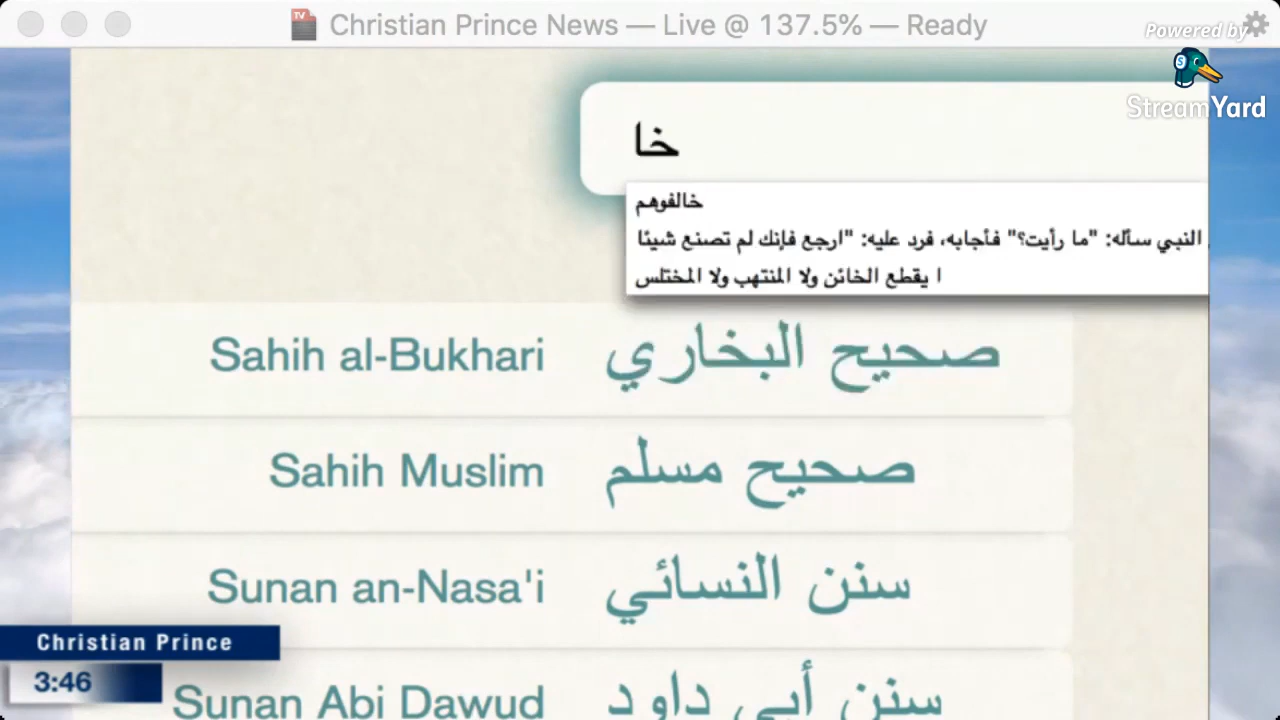 Christian Prince News — Live @ 137.5% — Ready
Powered by
StreamYard
خا
خالفوهم
النبي سأله: "ما رأيت؟" فأجابه، فرد عليه: "ارجع فإنك لم تصنع شيئا
ا يقطع الخائن ولا المنتهب ولا المختلس
Sahih al-Bukhari صحيح البخاري
Sahih Muslim صحيح مسلم
Sunan an-Nasa'i سنن النسائي
Sunan Abi Dawud سنن أبي داود
Christian Prince
3:46